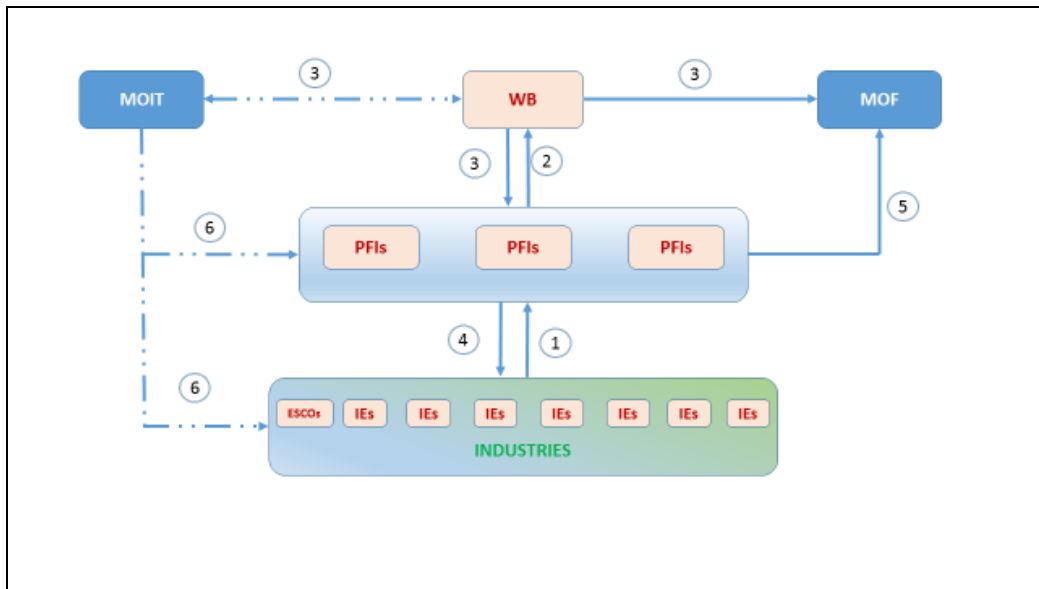 3
3
MOIT
WB
MOF
3
2
6
5
PFIs
PFIs
PFIs
4
1
6
ESCOs
IEs
IEs
IEs
IEs
IEs
IEs
IEs
INDUSTRIES